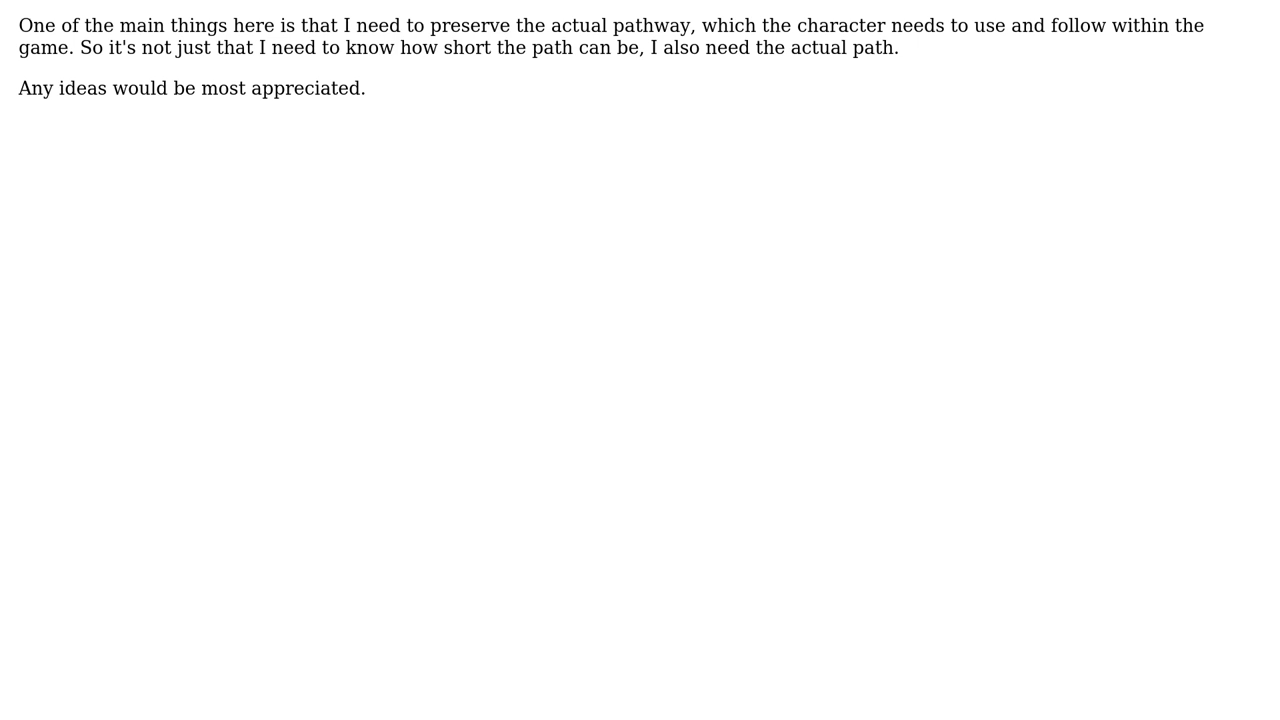 One of the main things here is that I need to preserve the actual pathway, which the character needs to use and follow within the
game. So it's not just that I need to know how short the path can be, I also need the actual path.
Any ideas would be most appreciated.